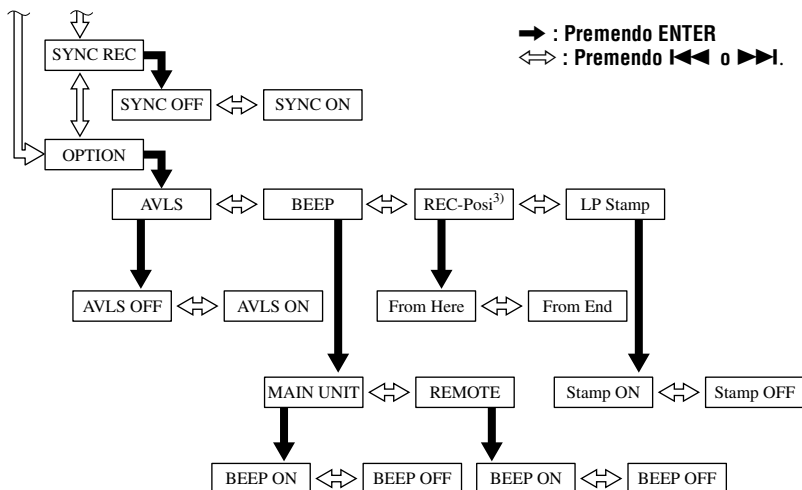 : Premendo ENTER
: Premendo ⏮ o ⏭.
SYNC REC
SYNC OFF
SYNC ON
OPTION
AVLS
BEEP
REC-Posi3)
LP Stamp
AVLS OFF
AVLS ON
From Here
From End
MAIN UNIT
REMOTE
Stamp ON
Stamp OFF
BEEP ON
BEEP OFF
BEEP ON
BEEP OFF